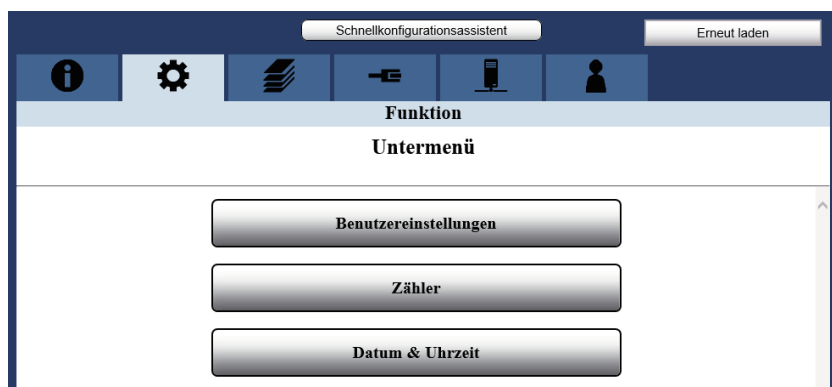 Schnellkonfigurationsassistent
Erneut laden
Funktion
Untermenü
Benutzereinstellungen
Zähler
Datum & Uhrzeit